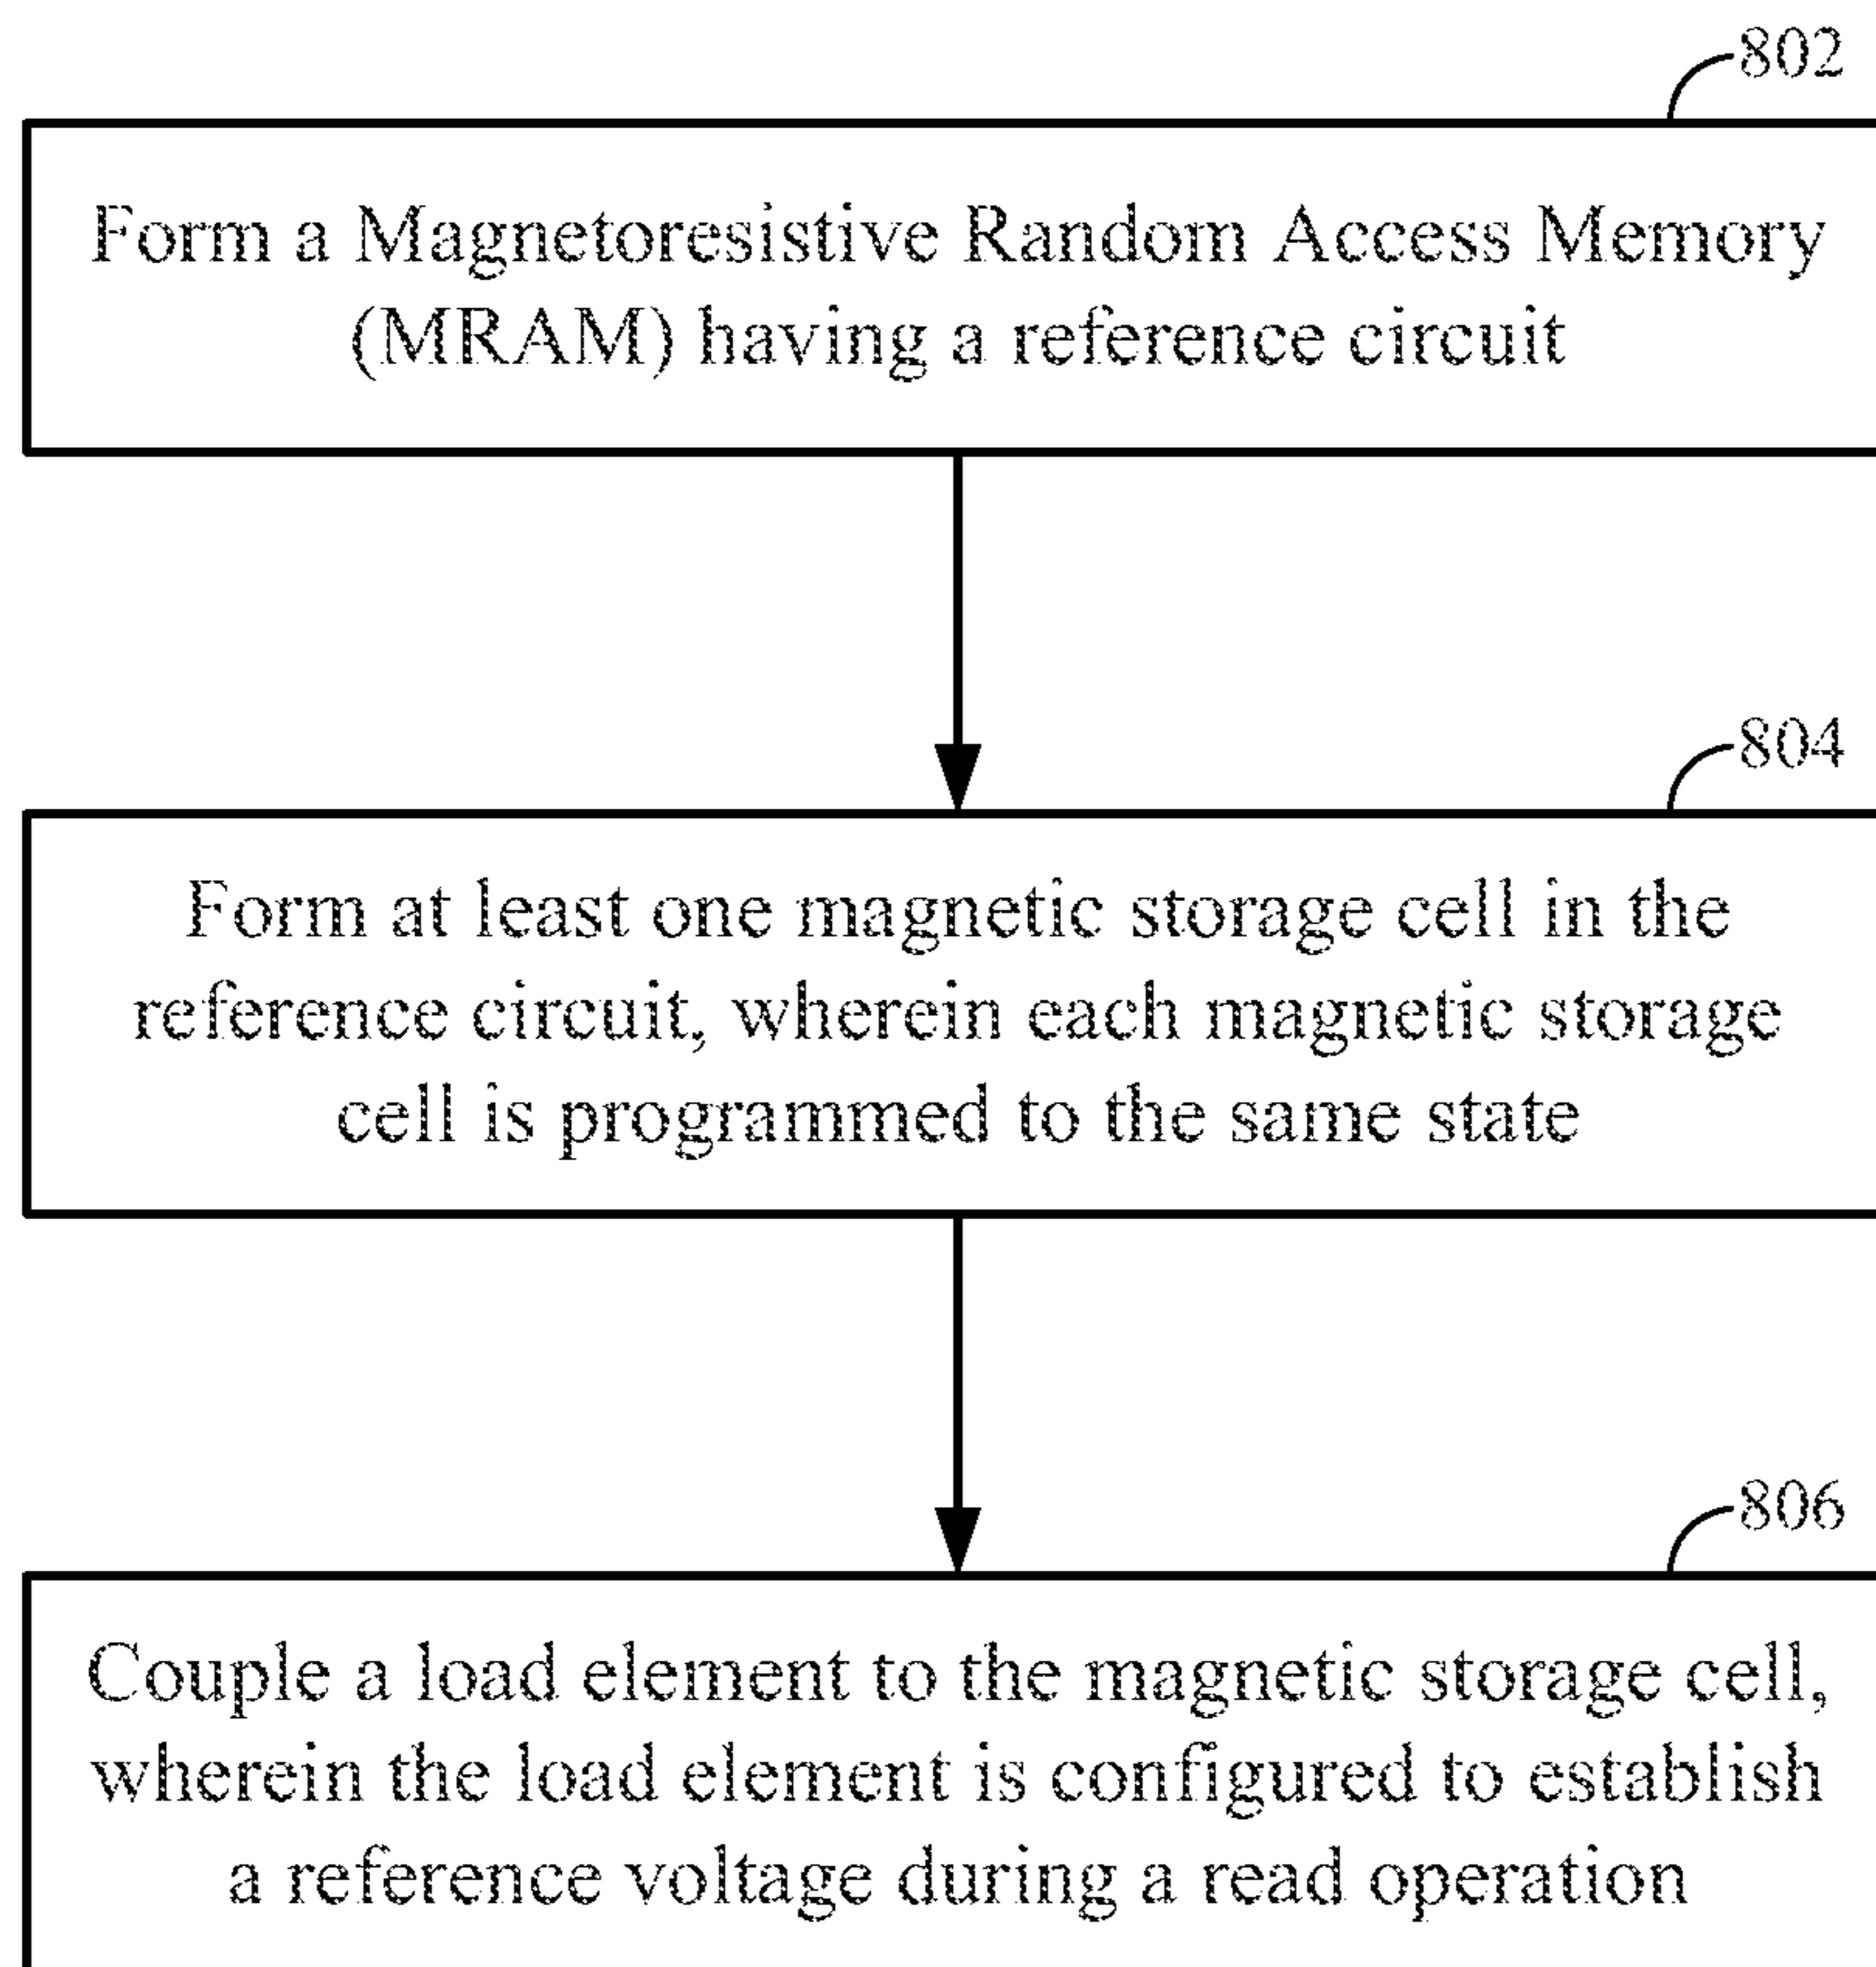 802
Form a Magnetoresistive Random Access Memory
(MRAM) having a reference circuit
804
Form at least one magnetic storage cell in the
reference circuit, wherein each magnetic storage
cell is programmed to the same state
806
Couple a load element to the magnetic storage cell,
wherein the load element is configured to establish
a reference voltage during a read operation